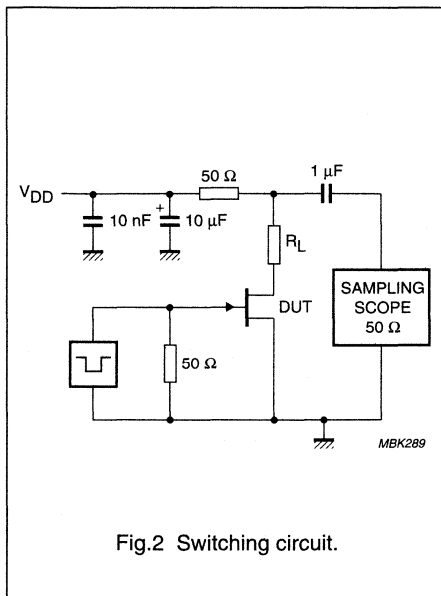 50 Ω
1 μF
V_DD
10 nF
+
10 μF
R_L
DUT
50 Ω
SAMPLING
SCOPE
50 Ω
MBK289
Fig.2 Switching circuit.